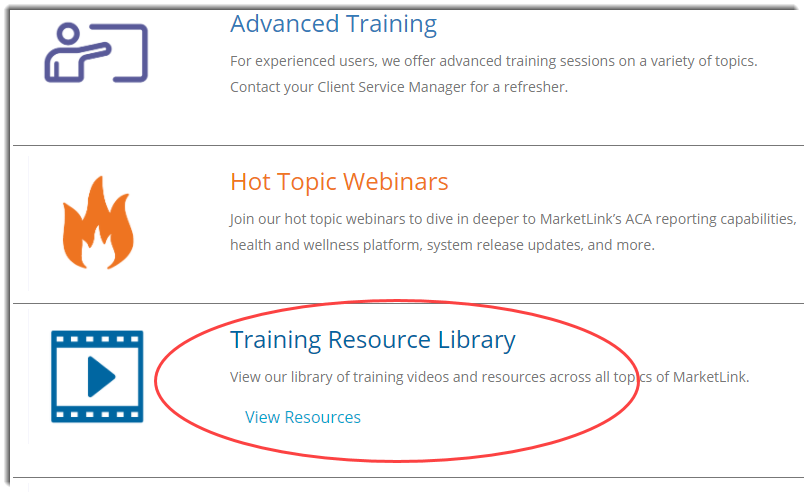 Advanced Training
For experienced users, we offer advanced training sessions on a variety of topics.
Contact your Client Service Manager for a refresher.
Hot Topic Webinars
Join our hot topic webinars to dive in deeper to MarketLink’s ACA reporting capabilities,
health and wellness platform, system release updates, and more.
Training Resource Library
View our library of training videos and resources across all topics of MarketLink.
View Resources